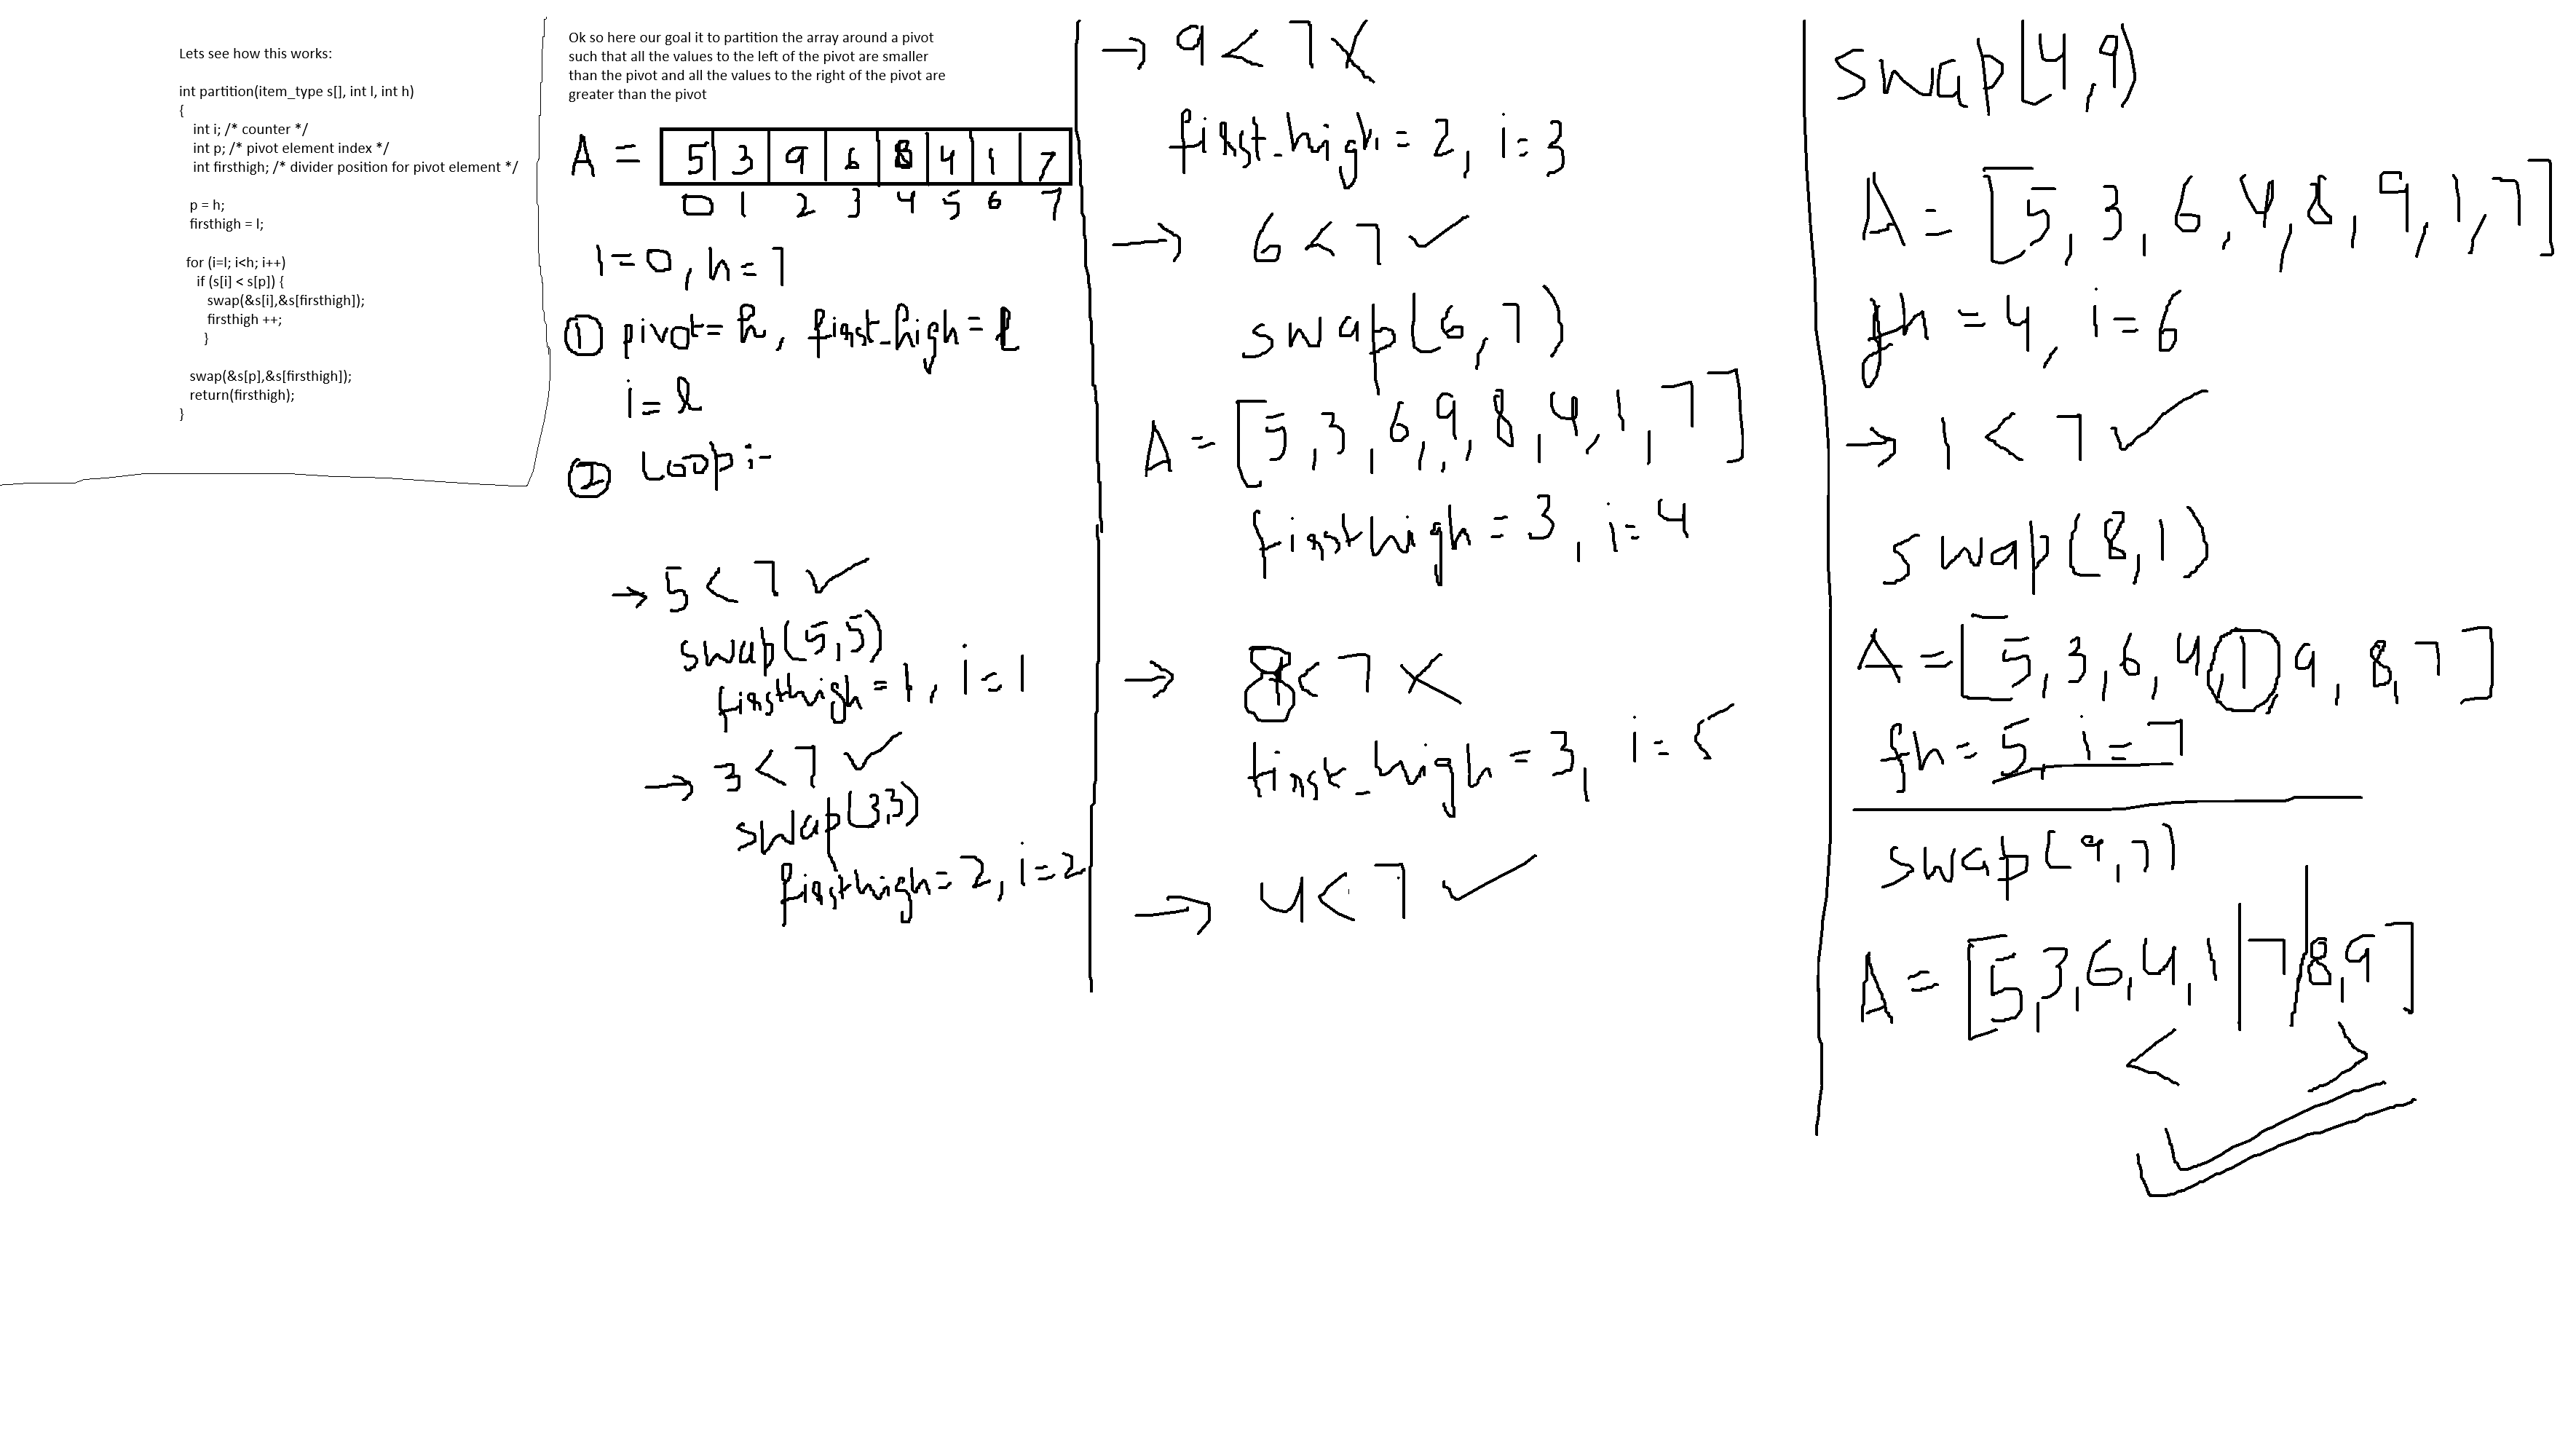 Lets see how this works:
int partition(item_type s[], int l, int h)
{
int i; /* counter */
int p; /* pivot element index */
int firsthigh; /* divider position for pivot element */
p = h;
firsthigh = l;
for (i=l; i<h; i++)
if (s[i] < s[p]) {
swap(&s[i],&s[firsthigh]);
firsthigh ++;
}
swap(&s[p],&s[firsthigh]);
return(firsthigh);
}
Ok so here our goal it to partition the array around a pivot
such that all the values to the left of the pivot are smaller
than the pivot and all the values to the right of the pivot are
greater than the pivot
A = 5 3 9 6 8 4 1 7
0 1 2 3 4 5 6 7
l=0, h=7
① pivot=h, first_high=l
i=l
② Loop:-
→ 5<7 ✓
swap(5,5)
firsthigh=1, i=1
→ 3<7 ✓
swap(3,3)
firsthigh=2, i=2
→ 9<7 X
first_high=2, i=3
→ 6<7 ✓
swap(6,7)
A=[5,3,6,9,8,4,1,7]
firsthigh=3, i=4
→ 8<7 X
first_high=3, i=5
→ 4<7 ✓
swap(4,9)
A=[5,3,6,4,8,9,1,7]
fh=4, i=6
→ 1<7 ✓
swap(8,1)
A=[5,3,6,4,1,9,8,7]
fh=5, i=7
swap(9,7)
A=[5,3,6,4,1|7|8,9]
< >